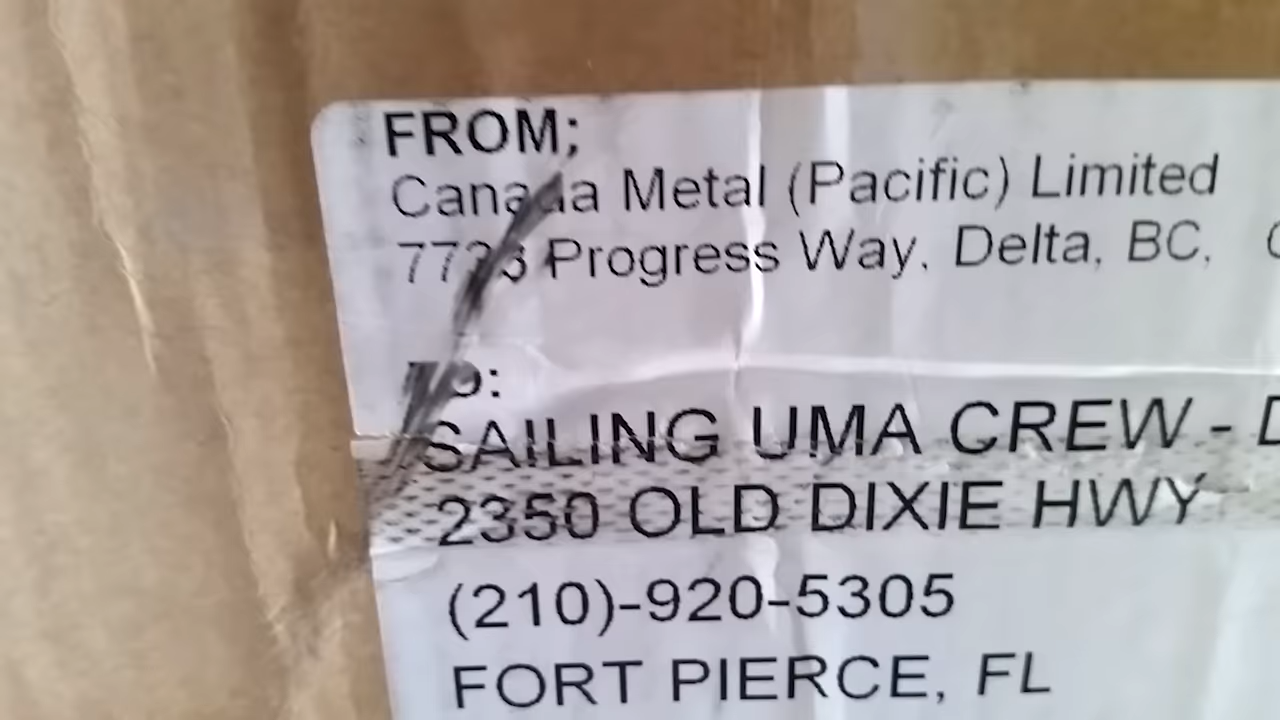 FROM;
Canada Metal (Pacific) Limited
Progress Way, Delta, BC,
TO:
SAILING UMA CREW -
2350 OLD DIXIE HWY
(210)-920-5305
FORT PIERCE, FL